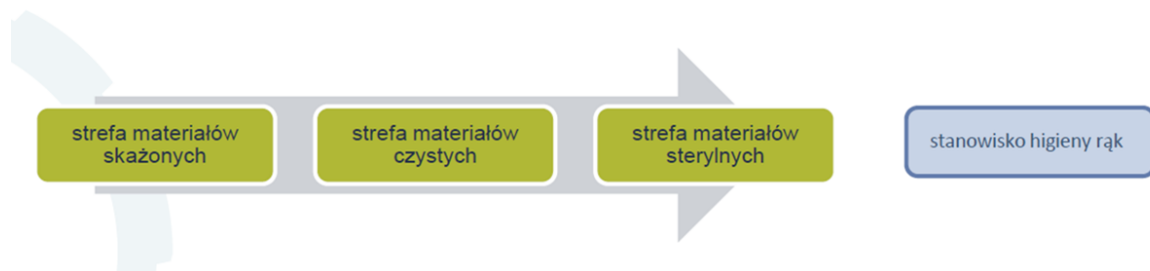 strefa materiałów
skażonych
strefa materiałów
czystych
strefa materiałów
sterylnych
stanowisko higieny rąk